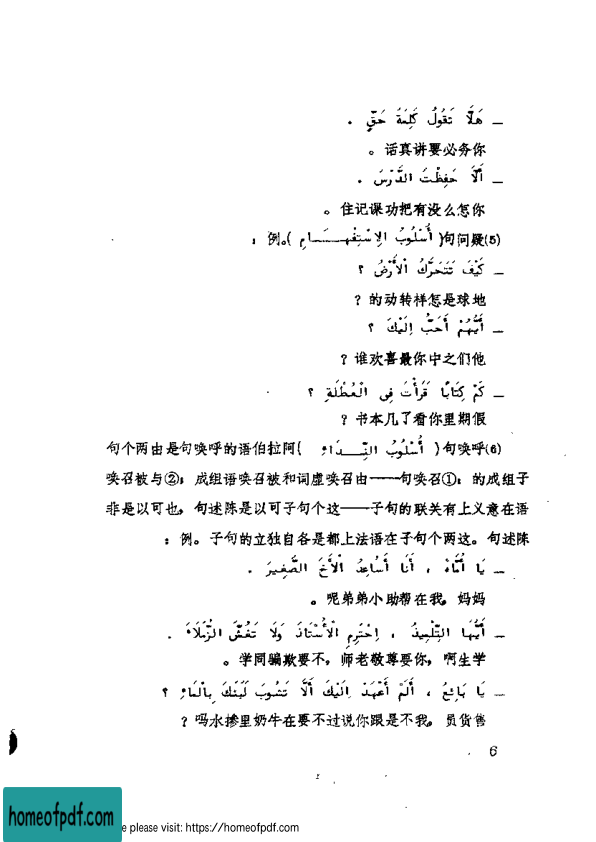 — هَلَّا تَقُولُ كَلِمَةَ حَقٍّ .
你务必要讲真话。
— أَلَّا حَفِظْتَ الدَّرْسَ .
你怎么没有把功课记住。
(5)疑问句(أُسْلُوبُ الِاسْتِفْهَـــامِ)。例：
— كَيْفَ تَتَحَرَّكُ الْأَرْضُ ؟
地球是怎样转动的？
— أَيُّهُمْ أَحَبُّ إِلَيْكَ ؟
他们之中你最喜欢谁？
— كَمْ كِتَابًا قَرَأْتَ فِى الْعُطْلَةِ ؟
假期里你看了几本书？
(6)呼唤句(أُسْلُوبُ النِّــدَاءِ)阿拉伯语的呼唤句是由两个句
子组成的：①召唤句——由召唤虚词和被召唤语组成；②与被召唤
语在意义上有关联的子句——这个句子可以是陈述句，也可以是非
陈述句。这两个子句在语法上都是各自独立的句子。例：
— يَا أُمَّاهُ ، أَنَا أُسَاعِدُ الْأَخَ الصَّغِيرَ .
妈妈，我在帮助小弟弟呢。
— أَيُّهَا التِّلْمِيذُ ، اِحْتَرِمِ الْأُسْتَاذَ وَلَا تَغُشَّ الزُّمَلَاءَ .
学生啊，你要尊敬老师，不要欺骗同学。
— يَا بَائِعُ ، أَلَمْ أَعْهَدْ إِلَيْكَ أَلَّا تَشُوبَ لَبَنَكَ بِالْمَاءِ ؟
售货员，我不是跟你说过不要在牛奶里掺水吗？
6
homeofpdf.com
e please visit: https://homeofpdf.com